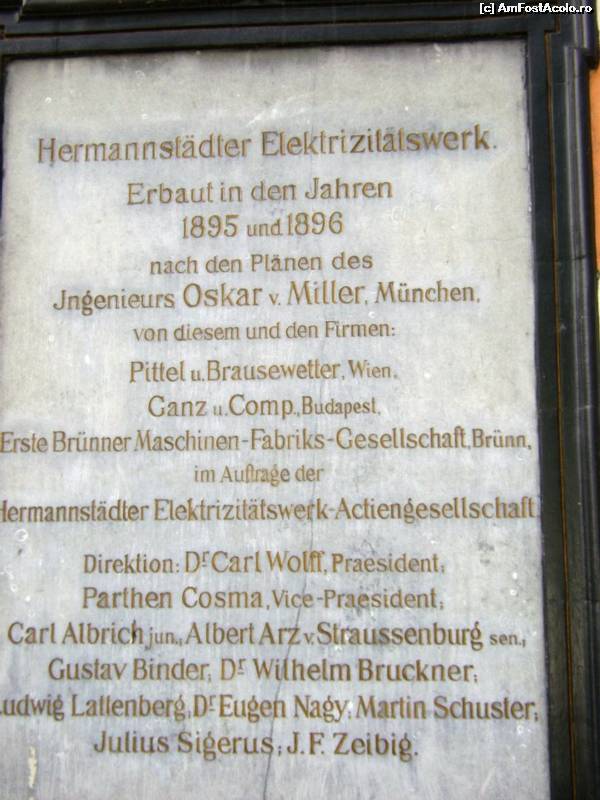 [c] AmFostAcolo.ro
Hermannstädter Elektrizitätswerk.
Erbaut in den Jahren
1895 und 1896
nach den Plänen des
Jngenieurs Oskar v. Miller, München,
von diesem und den Firmen:
Pittel u. Brausewetter, Wien,
Ganz u. Comp., Budapest,
Erste Brünner Maschinen-Fabriks-Gesellschaft, Brünn,
im Auftrage der
Hermannstädter Elektrizitätswerk-Actiengesellschaft.
Direktion: Dr Carl Wolff, Praesident;
Parthen Cosma, Vice-Praesident;
Carl Albrich jun., Albert Arz v. Straussenburg sen.,
Gustav Binder, Dr Wilhelm Bruckner;
Ludwig Lattenberg, Dr Eugen Nagy, Martin Schuster;
Julius Sigerus; J. F. Zeibig.